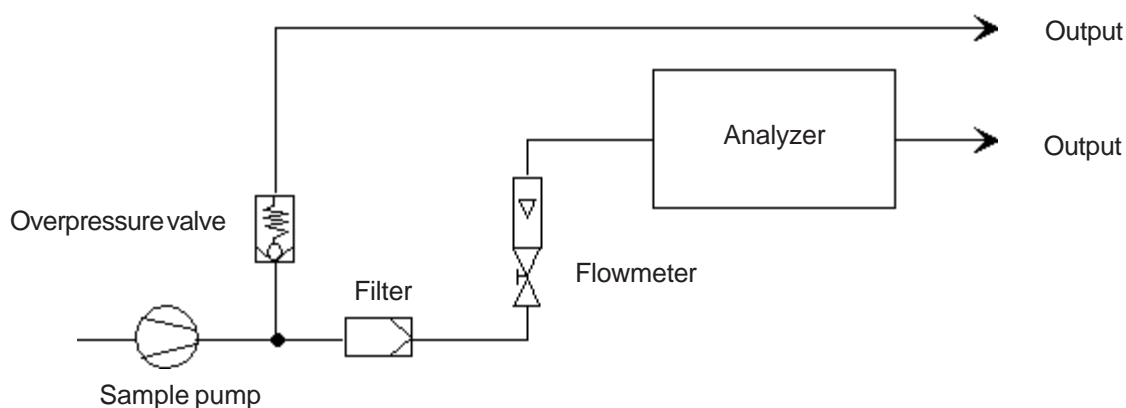 Output
Analyzer
Output
Overpressure valve
Flowmeter
Filter
Sample pump